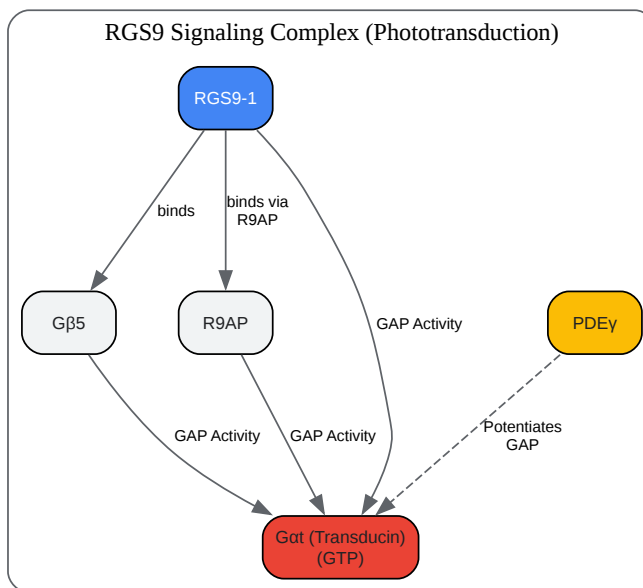 RGS9 Signaling Complex (Phototransduction)
RGS9-1
binds
binds via
R9AP
Gβ5
R9AP
GAP Activity
PDEγ
GAP Activity
GAP Activity
Potentiates
GAP
Gαt (Transducin)
(GTP)